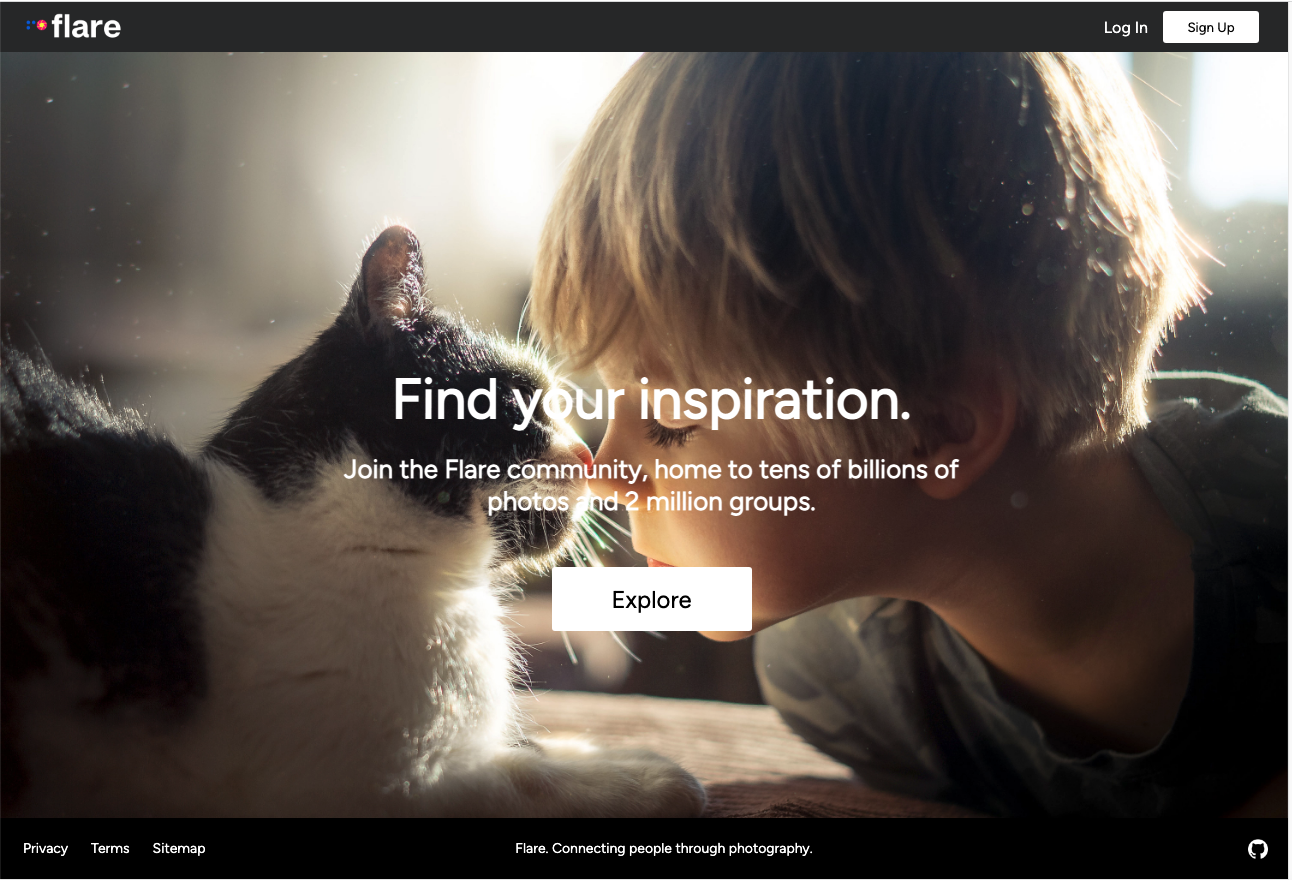 flare
Log In
Sign Up
Find your inspiration.
Join the Flare community, home to tens of billions of
photos and 2 million groups.
Explore
Privacy
Terms
Sitemap
Flare. Connecting people through photography.